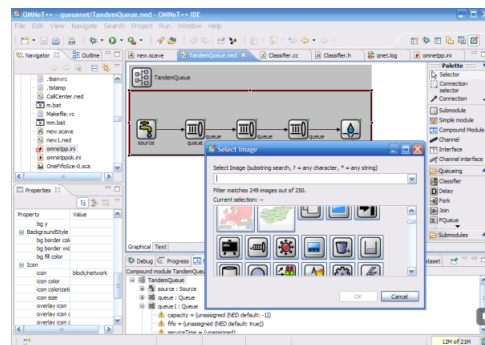 OMNeT++ - queuenet/TandemQueue.ned - OMNeT++ IDE
File Edit View Navigate Search Project Run Window Help
Navigator
Outline
new.scave
TandemQueue.ned
Classifier.cc
Classifier.h
qnet.log
omnetpp.ini
.tkenvrc
.tstamp
CallCenter.ned
m.bat
Makefile.vc
mm.bat
new.scave
new1.ned
omnetpp.ini
omnetppok.ini
OneFifoSce-0.sca
TandemQueue
source
queue
queue
queue
Palette
Selector
Connection selector
Connection
Submodule
Simple module
Compound Module
Channel
Interface
Channel interface
Queueing
Classifier
Delay
Fork
Join
PQueue
Submodules
Select Image
Select Image (substring search, ? = any character, * = any string)
Filter matches 249 images out of 250.
Current selection: --
OK
Cancel
Properties
Property
Value
bg y
BackgroundStyle
bg border col
bg border wid
bg fill color
Icon
icon
block/network
icon color
icon colorizati
icon size
overlay icon
overlay icon c
overlay icon c
Graphical
Text
Debug
Progress
Compound module TandemQueue
TandemQueue
source : Source
queue : Queue
queue1 : Queue
capacity = (unassigned (NED default: -1))
fifo = (unassigned (NED default: true))
serviceTime = (unassigned)
12M of 21M